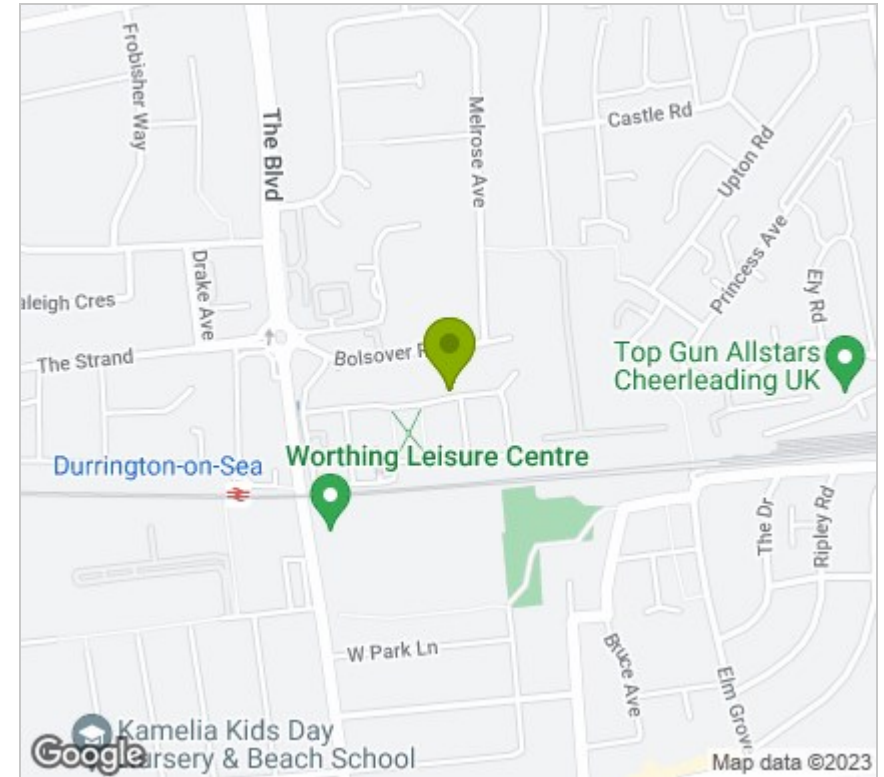 Frobisher Way
The Blvd
Melrose Ave
Castle Rd
Upton Rd
Princess Ave
Ely Rd
Drake Ave
aleigh Cres
The Strand
Bolsover R
Top Gun Allstars
Cheerleading UK
Durrington-on-Sea
Worthing Leisure Centre
The Dr
Ripley Rd
W Park Ln
Bruce Ave
Elm Grove
Kamelia Kids Day
Nursery & Beach School
Google
Map data ©2023